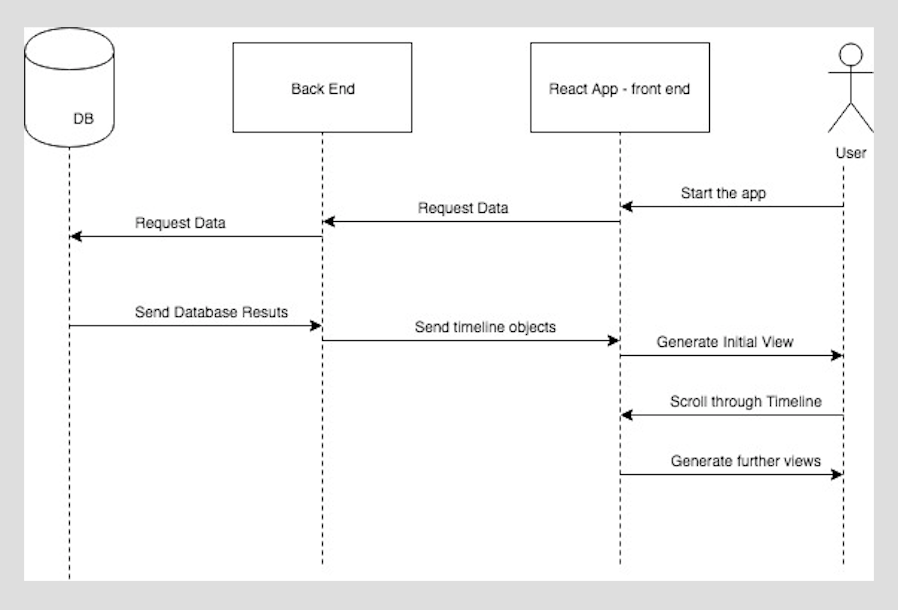 DB
Back End
React App - front end
User
Start the app
Request Data
Request Data
Send Database Resuts
Send timeline objects
Generate Initial View
Scroll through Timeline
Generate further views